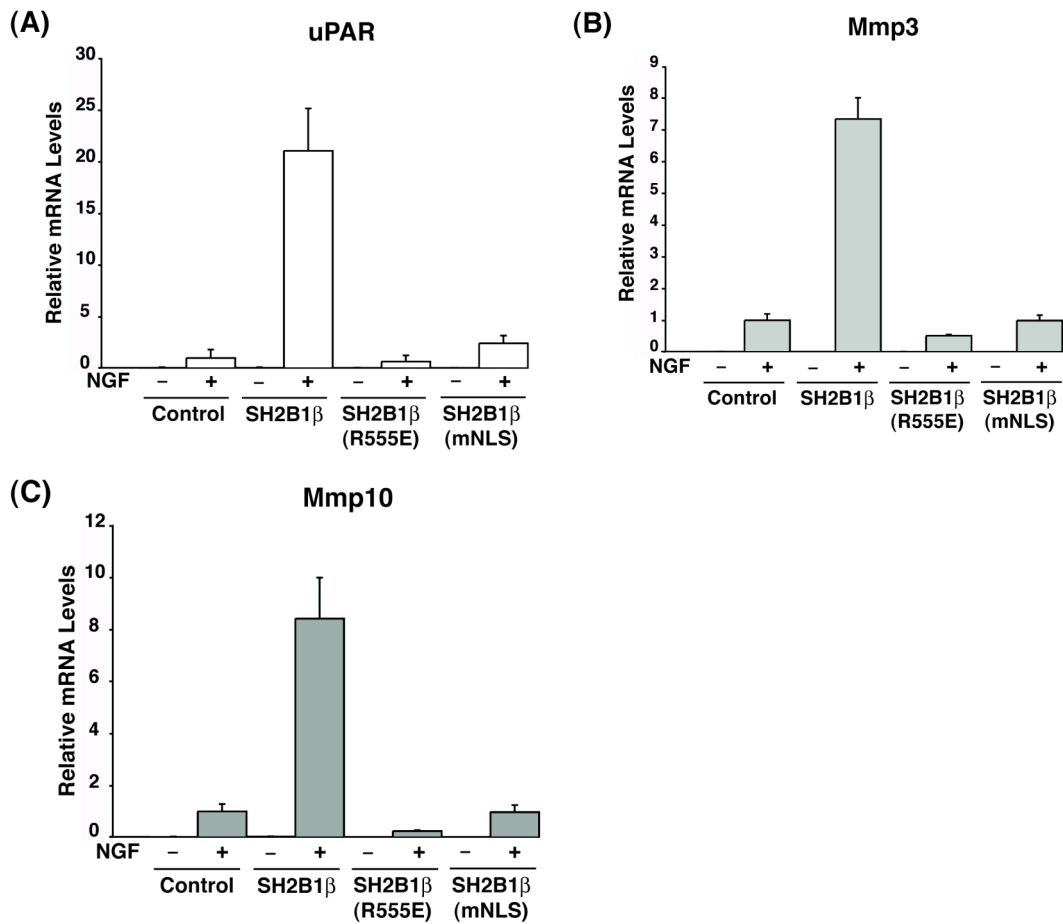 (A)
uPAR
Relative mRNA Levels
30
25
20
15
10
5
0
NGF − + − + − + − +
Control SH2B1β SH2B1β SH2B1β
(R555E) (mNLS)
(B)
Mmp3
Relative mRNA Levels
9
8
7
6
5
4
3
2
1
0
NGF − + − + − + − +
Control SH2B1β SH2B1β SH2B1β
(R555E) (mNLS)
(C)
Mmp10
Relative mRNA Levels
12
10
8
6
4
2
0
NGF − + − + − + − +
Control SH2B1β SH2B1β SH2B1β
(R555E) (mNLS)